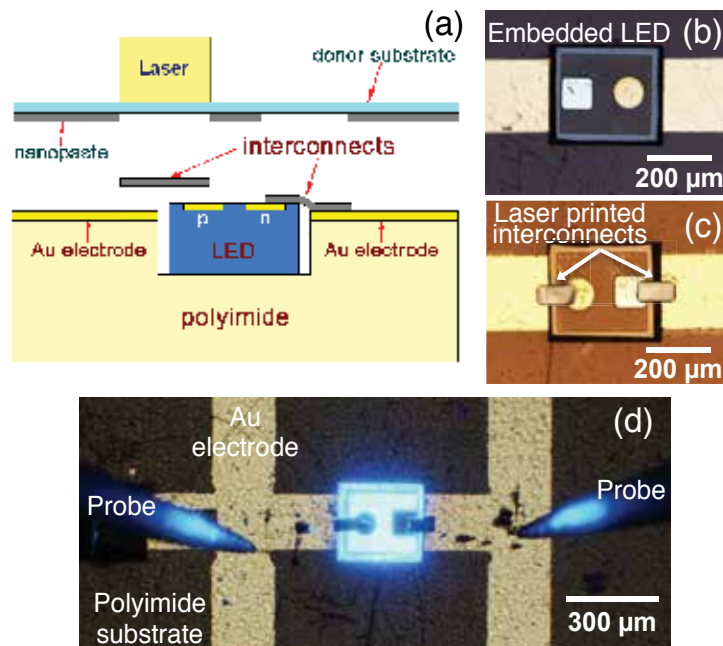 (a)
Laser
donor substrate
nanopaste
interconnects
p
n
Au electrode
LED
Au electrode
polyimide
Embedded LED
(b)
200 µm
Laser printed
interconnects
(c)
200 µm
Au
electrode
(d)
Probe
Probe
Polyimide
substrate
300 µm